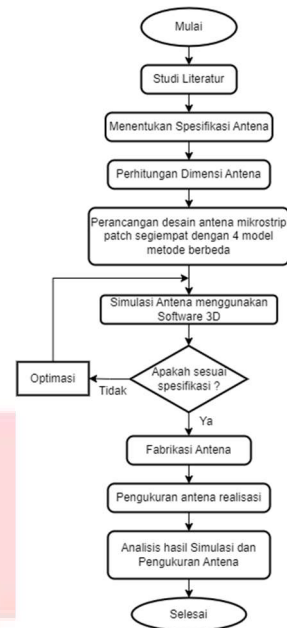 Mulai
Studi Literatur
Menentukan Spesifikasi Antena
Perhitungan Dimensi Antena
Perancangan desain antena mikrostrip
patch segiempat dengan 4 model
metode berbeda
Simulasi Antena menggunakan
Software 3D
Apakah sesuai
spesifikasi ?
Optimasi
Tidak
Ya
Fabrikasi Antena
Pengukuran antena realisasi
Analisis hasil Simulasi dan
Pengukuran Antena
Selesai